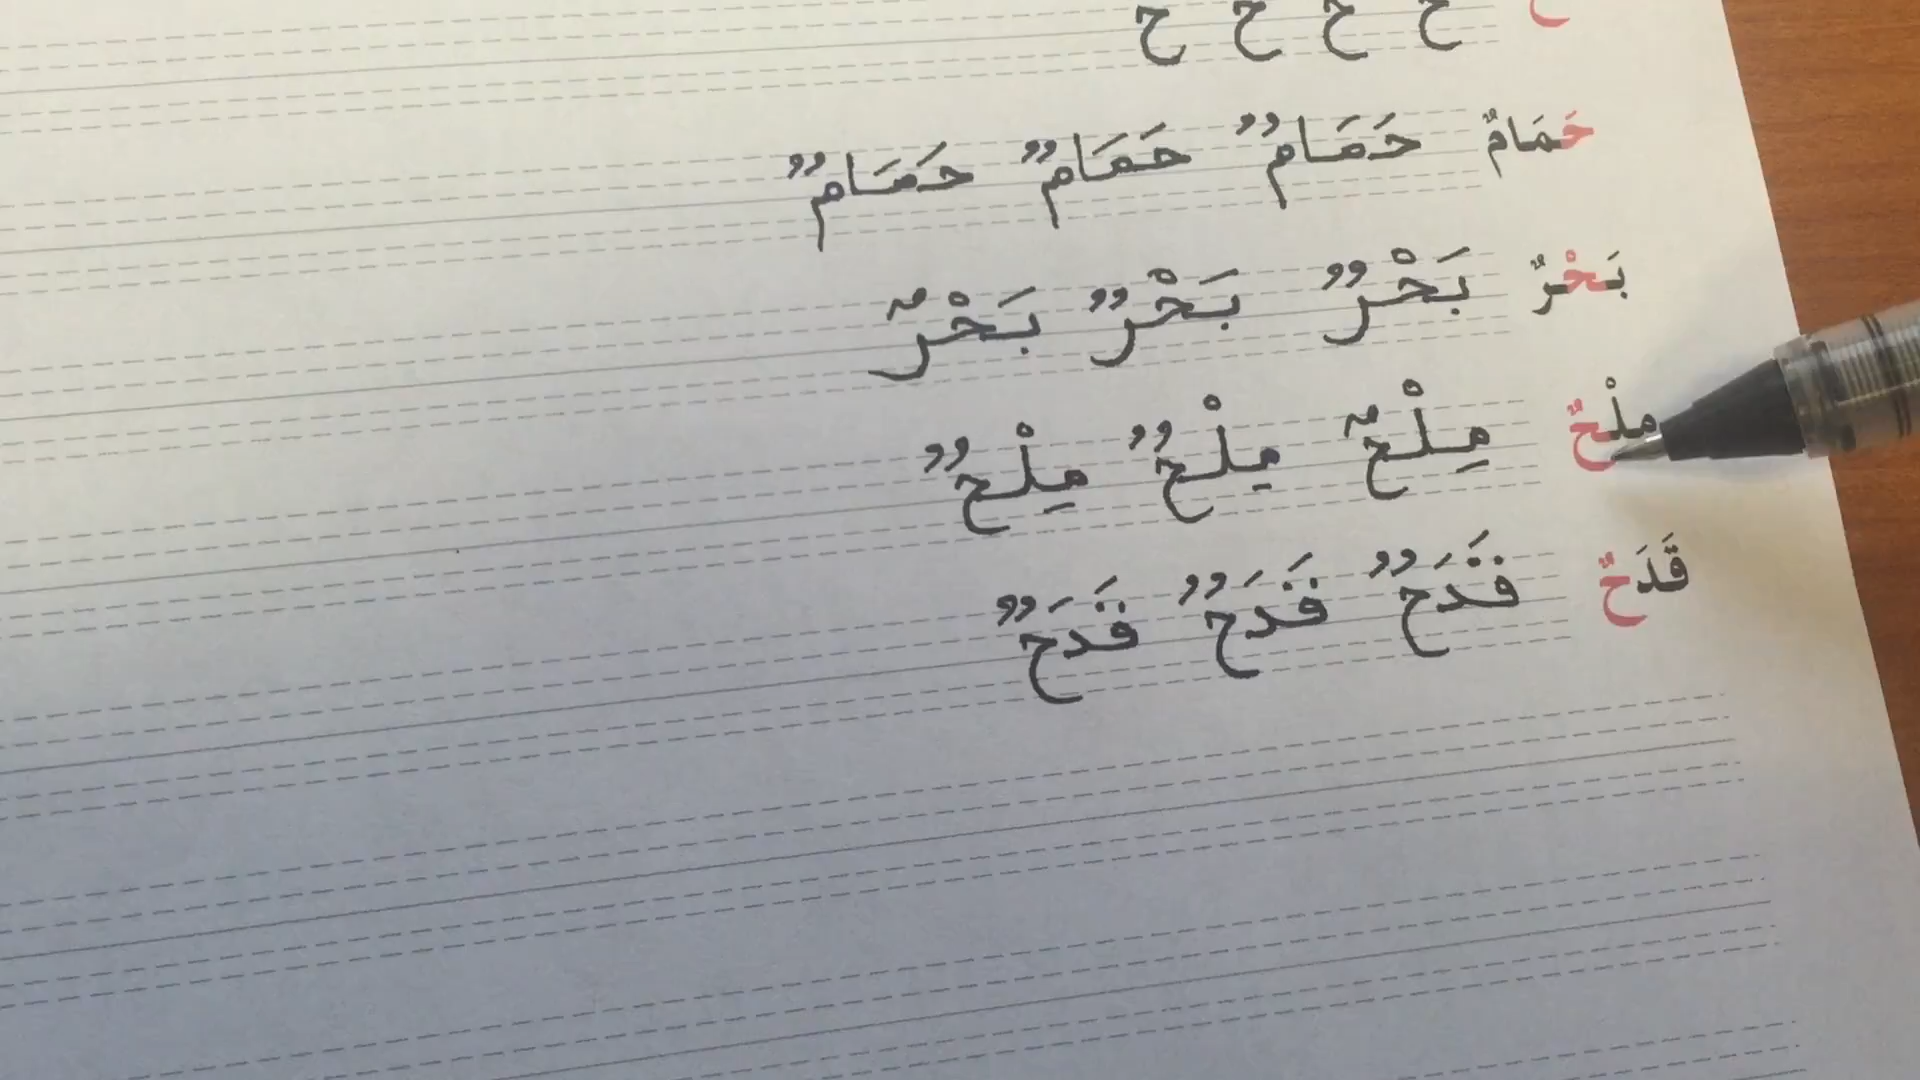 ح ح ح ح ح
حَمَامٌ حَمَامٌ حَمَامٌ حَمَامٌ
بَحْرٌ بَحْرٌ بَحْرٌ بَحْرٌ
مِلْحٌ مِلْحٌ مِلْحٌ مِلْحٌ
قَدَحٌ قَدَحٌ قَدَحٌ قَدَحٌ